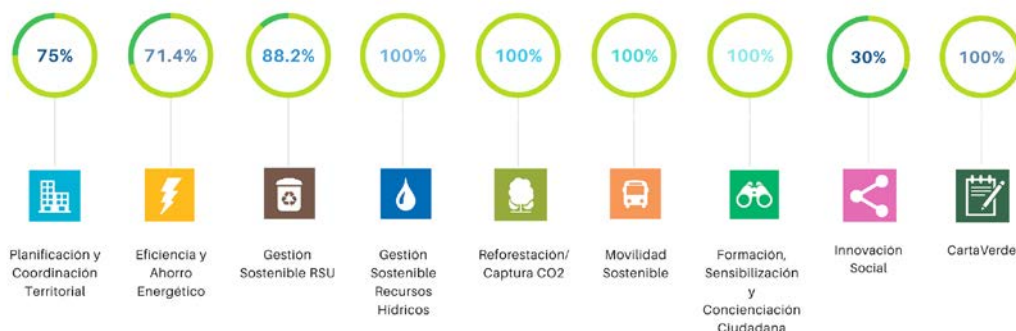 75%
71.4%
88.2%
100%
100%
100%
100%
30%
100%
Planificación y
Coordinación
Territorial
Eficiencia y
Ahorro
Energético
Gestión
Sostenible RSU
Gestión
Sostenible
Recursos
Hídricos
Reforestación/
Captura CO2
Movilidad
Sostenible
Formación,
Sensibilización
y
Concienciación
Ciudadana
Innovación
Social
CartaVerde